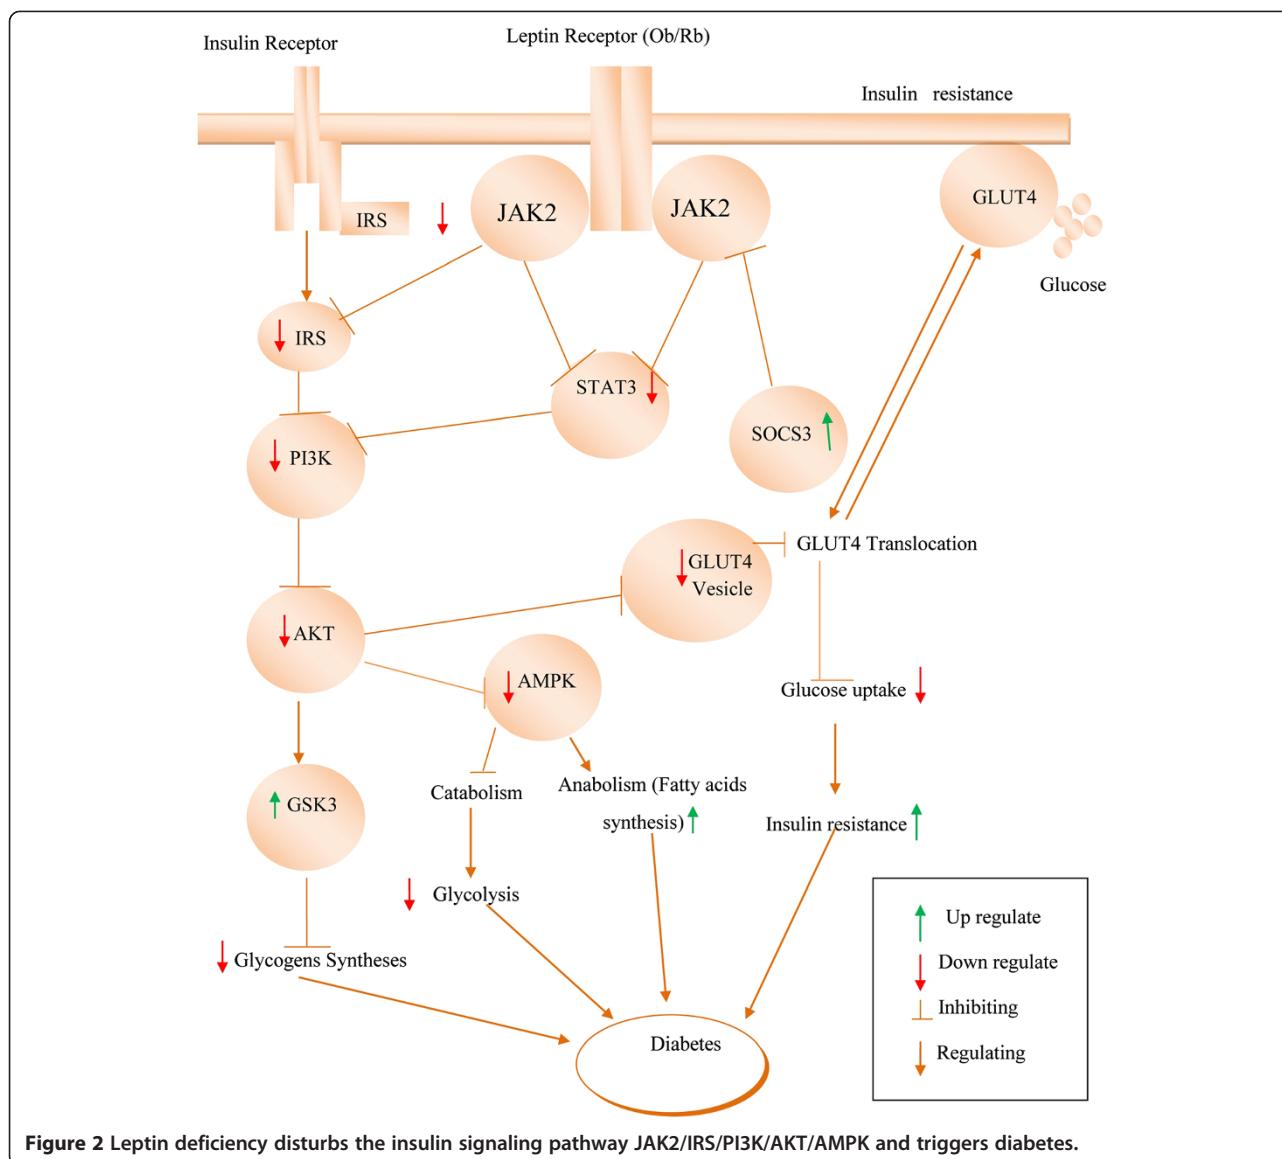 Insulin Receptor
Leptin Receptor (Ob/Rb)
Insulin resistance
IRS
JAK2
JAK2
GLUT4
Glucose
IRS
STAT3
SOCS3
PI3K
GLUT4 Translocation
GLUT4
Vesicle
AKT
AMPK
Glucose uptake
Catabolism
Anabolism (Fatty acids
synthesis)
GSK3
Insulin resistance
Glycolysis
Glycogens Syntheses
Diabetes
Up regulate
Down regulate
Inhibiting
Regulating
Figure 2 Leptin deficiency disturbs the insulin signaling pathway JAK2/IRS/PI3K/AKT/AMPK and triggers diabetes.